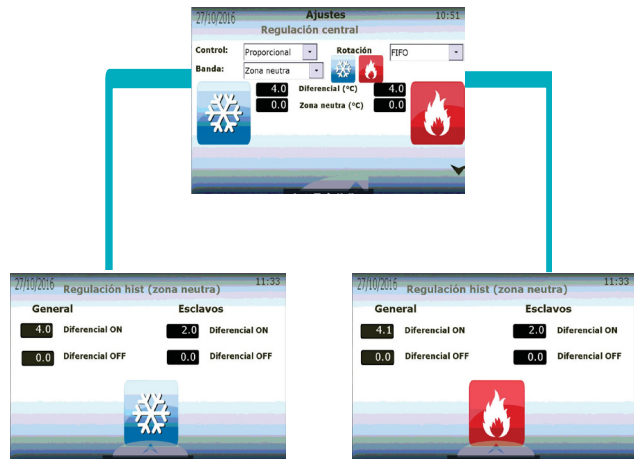 27/10/2016 Ajustes 10:51
Regulación central
Control: Proporcional Rotación FIFO
Banda: Zona neutra
4.0 Diferencial (°C) 4.0
0.0 Zona neutra (°C) 0.0
27/10/2016 Regulación hist (zona neutra) 11:33
General Esclavos
4.0 Diferencial ON 2.0 Diferencial ON
0.0 Diferencial OFF 0.0 Diferencial OFF
27/10/2016 Regulación hist (zona neutra) 11:33
General Esclavos
4.1 Diferencial ON 2.0 Diferencial ON
0.0 Diferencial OFF 0.0 Diferencial OFF